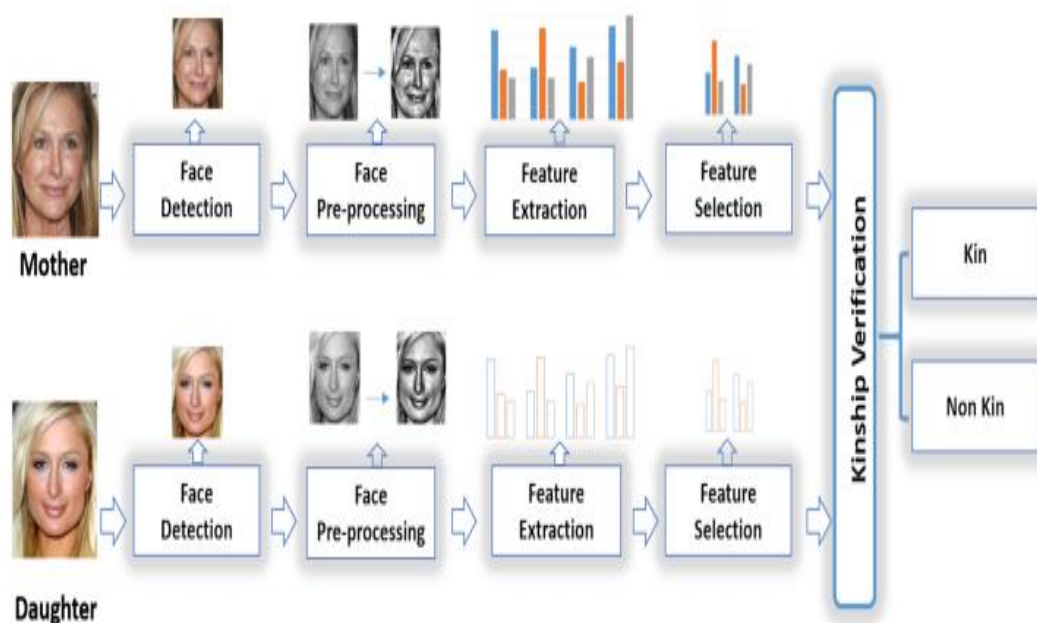 Face
Detection
Face
Pre-processing
Feature
Extraction
Feature
Selection
Mother
Kinship Verification
Kin
Non Kin
Face
Detection
Face
Pre-processing
Feature
Extraction
Feature
Selection
Daughter